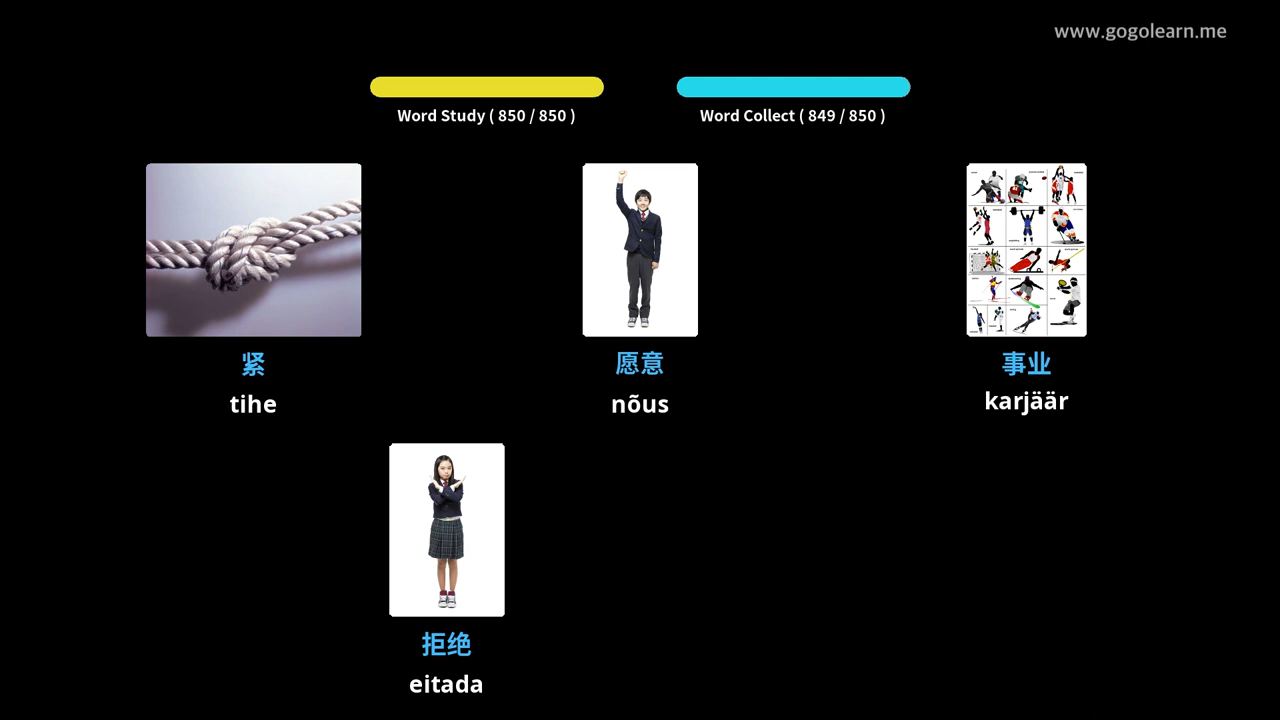 www.gogolearn.me
Word Study ( 850 / 850 )
Word Collect ( 849 / 850 )
紧
tihe
愿意
nõus
事业
karjäär
拒绝
eitada